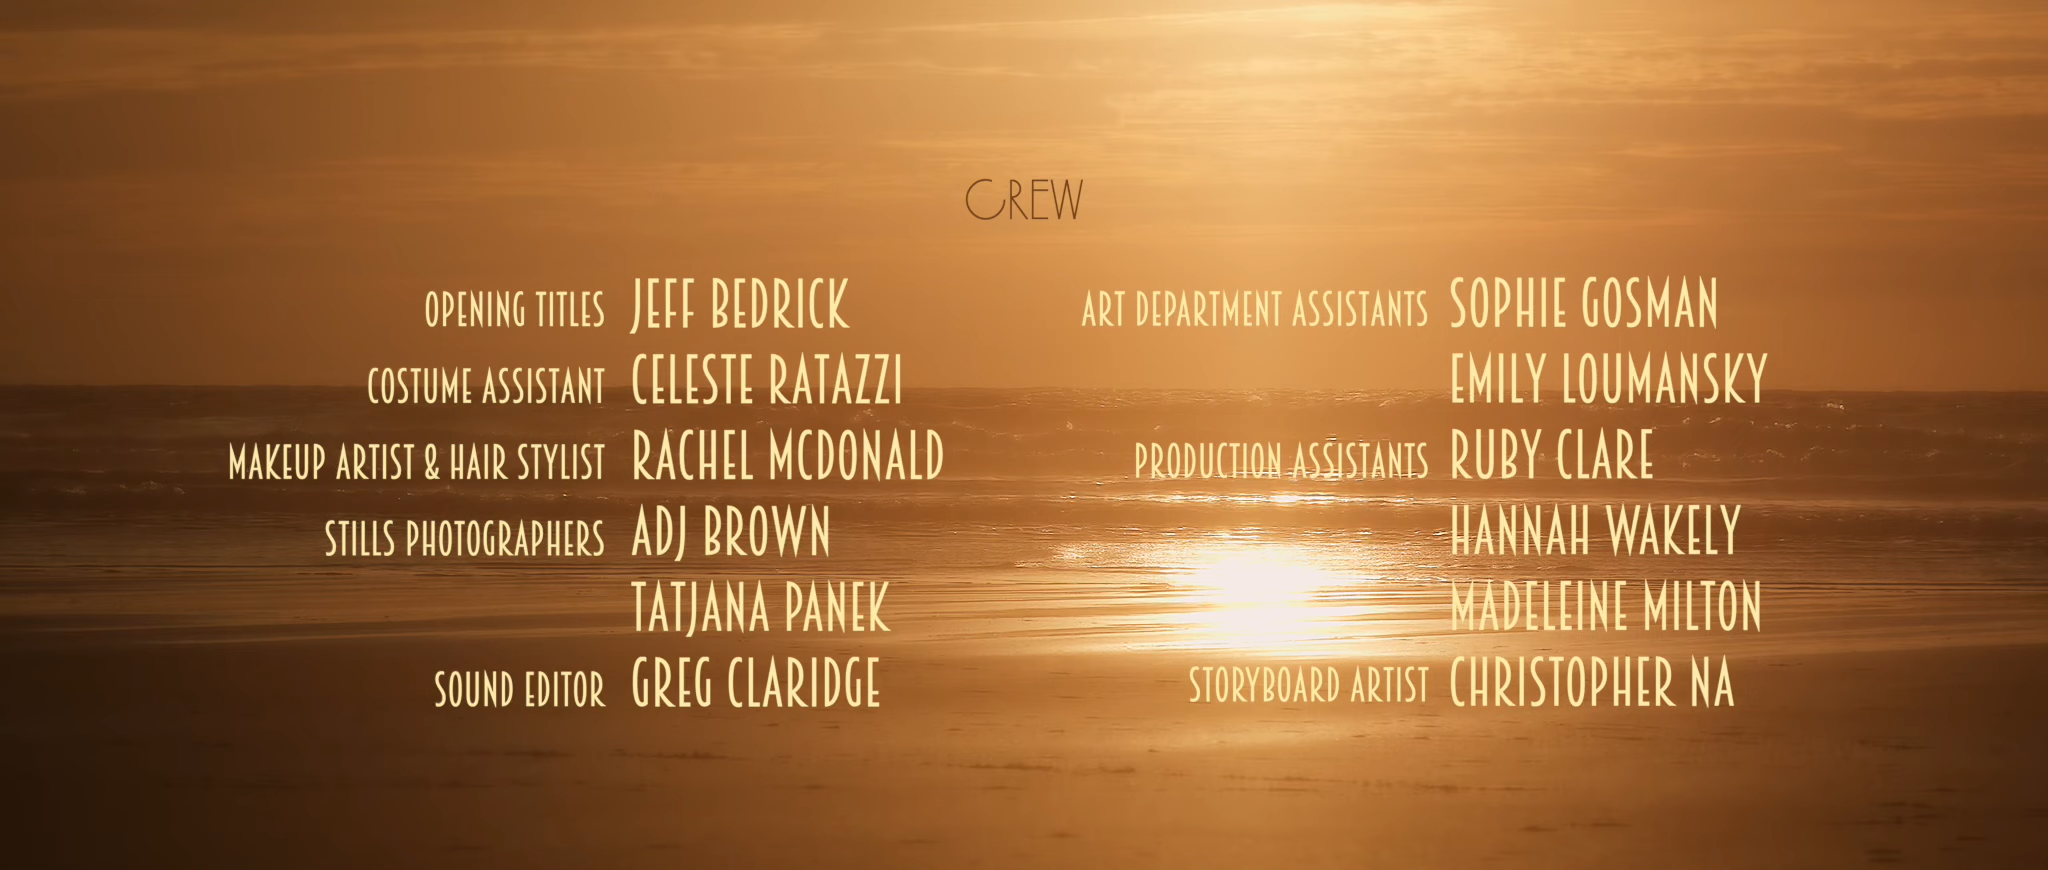 CREW
OPENING TITLES JEFF BEDRICK
COSTUME ASSISTANT CELESTE RATAZZI
MAKEUP ARTIST & HAIR STYLIST RACHEL MCDONALD
STILLS PHOTOGRAPHERS ADJ BROWN
TATJANA PANEK
SOUND EDITOR GREG CLARIDGE
ART DEPARTMENT ASSISTANTS SOPHIE GOSMAN
EMILY LOUMANSKY
PRODUCTION ASSISTANTS RUBY CLARE
HANNAH WAKELY
MADELEINE MILTON
STORYBOARD ARTIST CHRISTOPHER NA